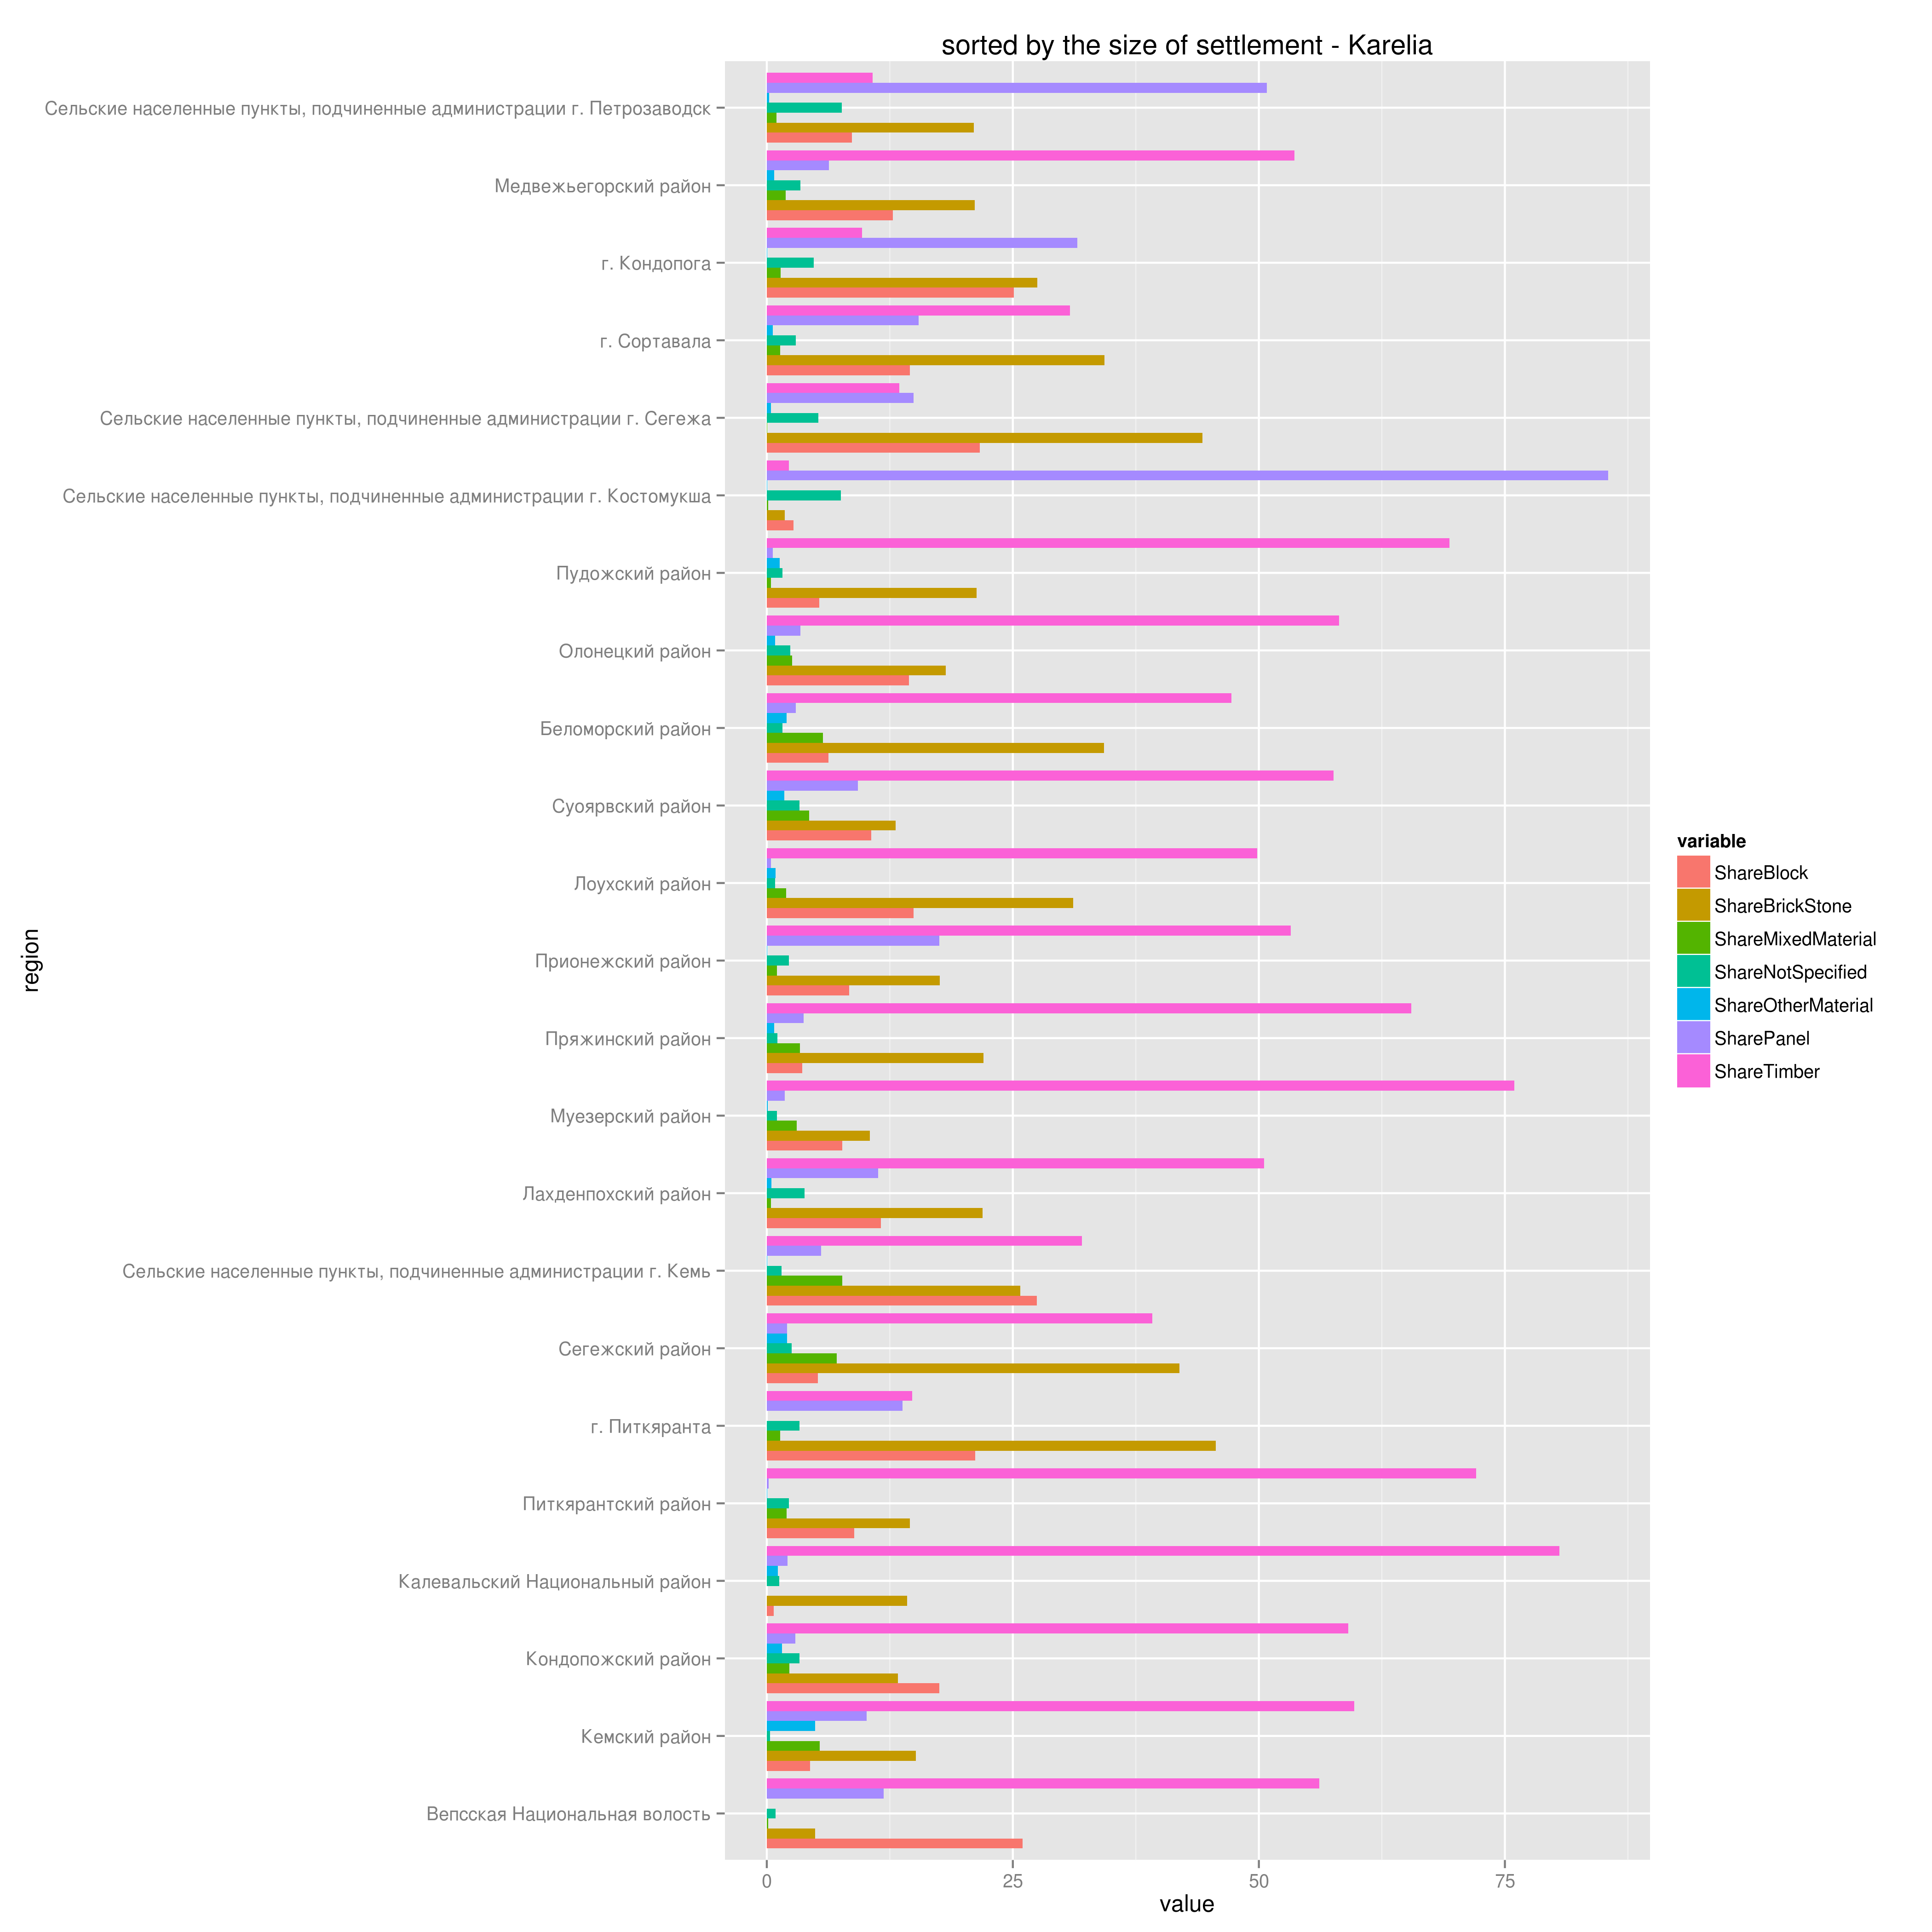 sorted by the size of settlement - Karelia
Сельские населенные пункты, подчиненные администрации г. Петрозаводск
Медвежьегорский район
г. Кондопога
г. Сортавала
Сельские населенные пункты, подчиненные администрации г. Сегежа
Сельские населенные пункты, подчиненные администрации г. Костомукша
Пудожский район
Олонецкий район
Беломорский район
Суоярвский район
Лоухский район
Прионежский район
Пряжинский район
Муезерский район
Лахденпохский район
Сельские населенные пункты, подчиненные администрации г. Кемь
Сегежский район
г. Питкяранта
Питкярантский район
Калевальский Национальный район
Кондопожский район
Кемский район
Вепсская Национальная волость
region
0 25 50 75
value
variable
ShareBlock
ShareBrickStone
ShareMixedMaterial
ShareNotSpecified
ShareOtherMaterial
SharePanel
ShareTimber